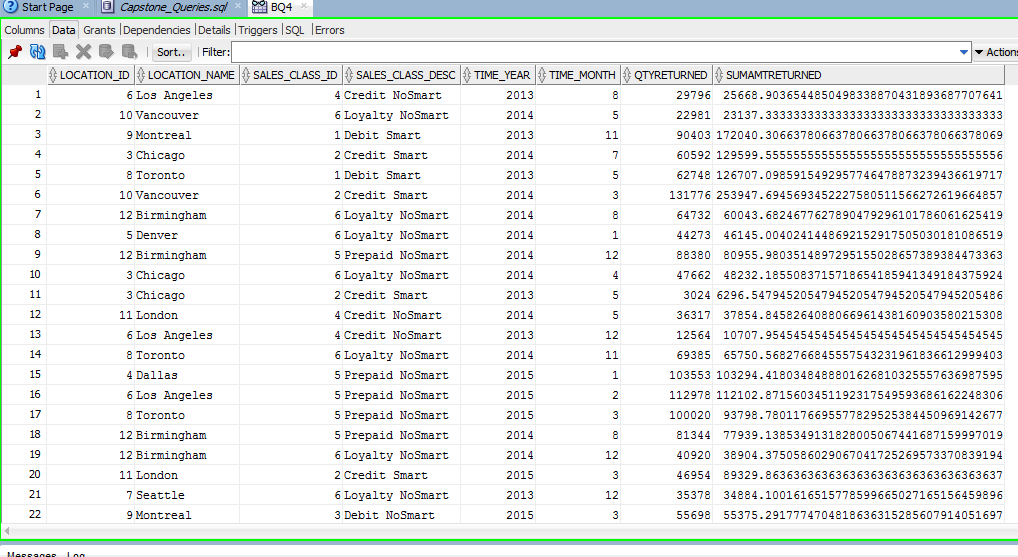 Start Page × Capstone_Queries.sql × BQ4 ×
Columns Data Grants Dependencies Details Triggers SQL Errors
Sort.. Filter: Actions
LOCATION_ID LOCATION_NAME SALES_CLASS_ID SALES_CLASS_DESC TIME_YEAR TIME_MONTH QTYRETURNED SUMAMTRETURNED
1 6 Los Angeles 4 Credit NoSmart 2013 8 29796 25668.9036544850498338870431893687707641
2 10 Vancouver 6 Loyalty NoSmart 2014 5 22981 23137.3333333333333333333333333333333333
3 9 Montreal 1 Debit Smart 2013 11 90403 172040.306637806637806637806637806637806​9
4 3 Chicago 2 Credit Smart 2014 7 60592 129599.555555555555555555555555555555556
5 8 Toronto 1 Debit Smart 2013 5 62748 126707.098591549295774647887323943661971​7
6 10 Vancouver 2 Credit Smart 2014 3 131776 253947.694569345222758051156627261966485​7
7 12 Birmingham 6 Loyalty NoSmart 2014 8 64732 60043.6824677627890479296101786061625419
8 5 Denver 6 Loyalty NoSmart 2014 1 44273 46145.0040241448692152917505030181086519
9 12 Birmingham 5 Prepaid NoSmart 2014 12 88380 80955.9803514897295155028657389384473363
10 3 Chicago 6 Loyalty NoSmart 2014 4 47662 48232.1855083715718654185941349184375924
11 3 Chicago 2 Credit Smart 2013 5 3024 6296.547945205479452054794520547945205486
12 11 London 4 Credit NoSmart 2014 5 36317 37854.8458264088066961438160903580215308
13 6 Los Angeles 4 Credit NoSmart 2013 12 12564 10707.9545454545454545454545454545454545
14 8 Toronto 6 Loyalty NoSmart 2014 11 69385 65750.5682766845557543231961836612999403
15 4 Dallas 5 Prepaid NoSmart 2015 1 103553 103294.418034848880162681032555763698759​5
16 6 Los Angeles 5 Prepaid NoSmart 2015 2 112978 112102.871560345119231754959368616224830​6
17 8 Toronto 5 Prepaid NoSmart 2015 3 100020 93798.7801176695577829525384450969142677
18 12 Birmingham 5 Prepaid NoSmart 2014 8 81344 77939.1385349131828005067441687159997019
19 12 Birmingham 6 Loyalty NoSmart 2014 12 40920 38904.3750586029067041725269573370839194
20 11 London 2 Credit Smart 2015 3 46954 89329.8636363636363636363636363636363637
21 7 Seattle 6 Loyalty NoSmart 2013 12 35378 34884.1001616515778599665027165156459896
22 9 Montreal 3 Debit NoSmart 2015 3 55698 55375.2917774704818636315285607914051697
Messages Log